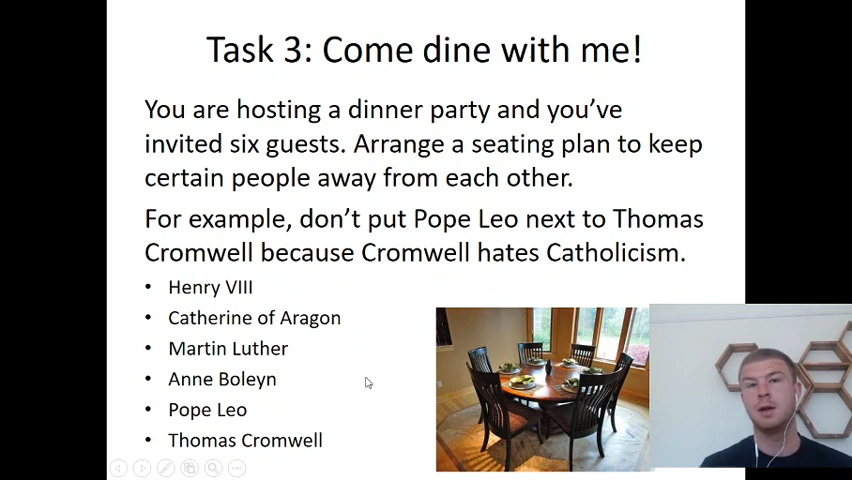 Task 3: Come dine with me!
You are hosting a dinner party and you’ve
invited six guests. Arrange a seating plan to keep
certain people away from each other.
For example, don’t put Pope Leo next to Thomas
Cromwell because Cromwell hates Catholicism.
• Henry VIII
• Catherine of Aragon
• Martin Luther
• Anne Boleyn
• Pope Leo
• Thomas Cromwell